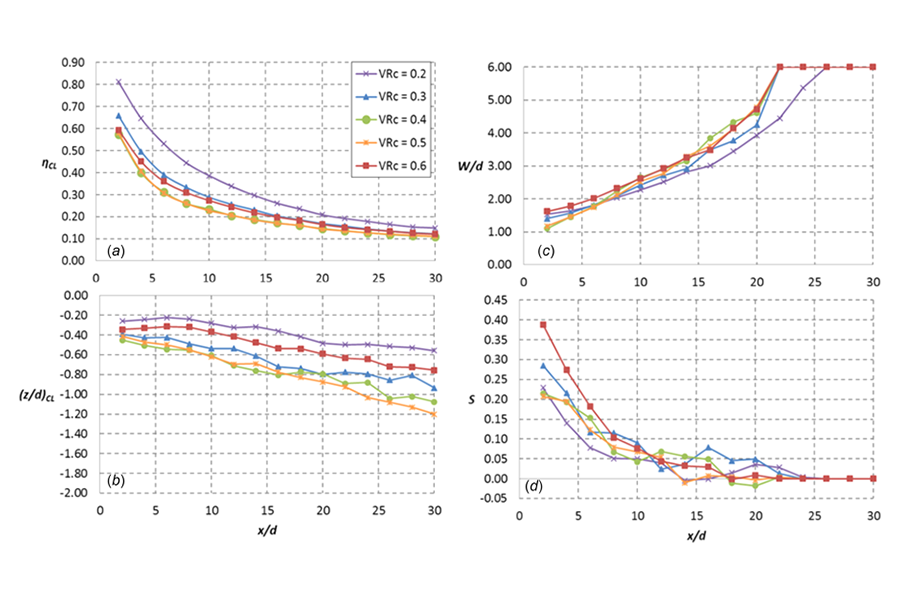 0.90
0.80
0.70
0.60
0.50
0.40
0.30
0.20
0.10
0.00
ηCL
VRc = 0.2
VRc = 0.3
VRc = 0.4
VRc = 0.5
VRc = 0.6
(a)
0 5 10 15 20 25 30
6.00
5.00
4.00
3.00
2.00
1.00
0.00
W/d
(c)
0 5 10 15 20 25 30
0.00
-0.20
-0.40
-0.60
-0.80
-1.00
-1.20
-1.40
-1.60
-1.80
-2.00
(z/d)CL
(b)
0 5 10 15 20 25 30
x/d
0.45
0.40
0.35
0.30
0.25
0.20
0.15
0.10
0.05
0.00
-0.05
S
(d)
0 5 10 15 20 25 30
x/d